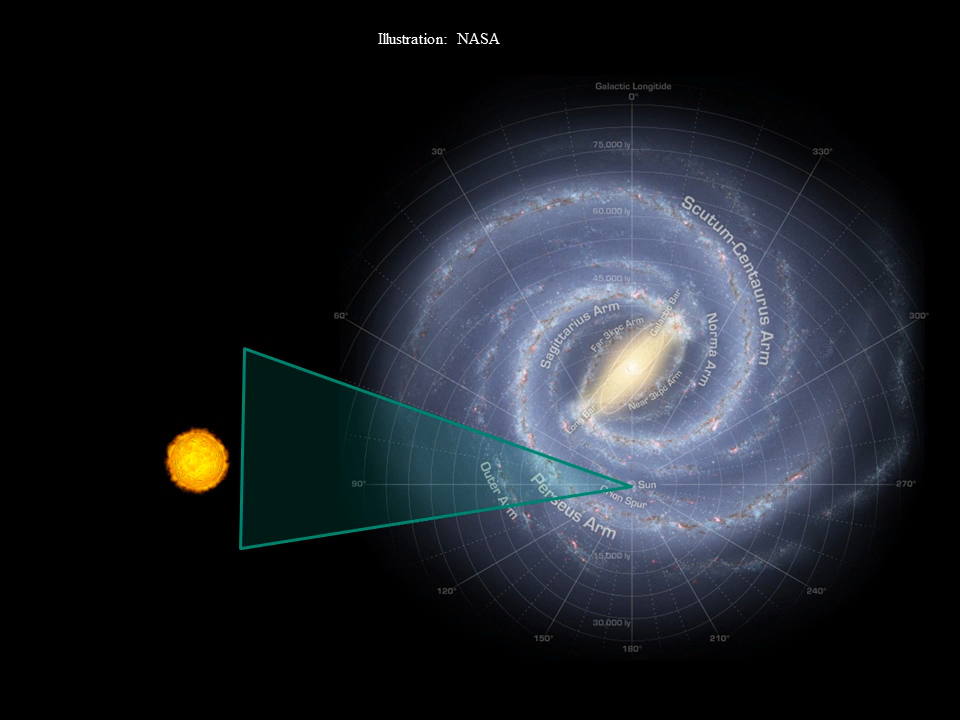 Illustration: NASA
Galactic Longitide
0°
30°
330°
75,000 ly
60,000 ly
Scutum-Centaurus Arm
45,000 ly
Sagittarius Arm
Far 3kpc Arm
Galactic Bar
Norma Arm
60°
300°
Near 3kpc Arm
Long Bar
90°
Outer Arm
Perseus Arm
Sun
Orion Spur
270°
15,000 ly
120°
240°
30,000 ly
150°
210°
180°